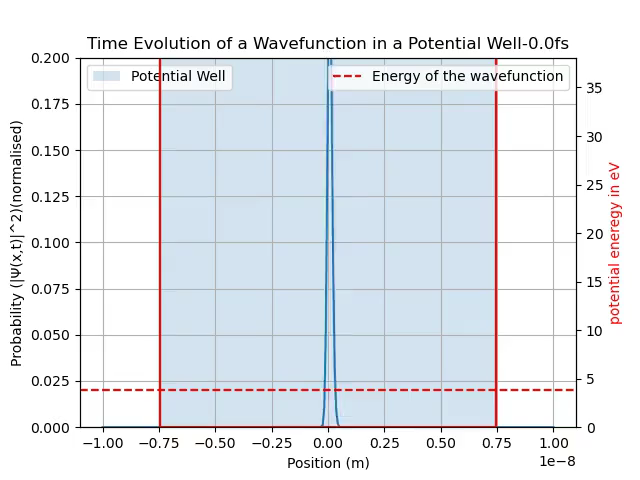 Time Evolution of a Wavefunction in a Potential Well-0.0fs
Potential Well
Energy of the wavefunction
Probability (|Ψ(x,t)|^2)(normalised)
0.200
0.175
0.150
0.125
0.100
0.075
0.050
0.025
0.000
35
30
25
20
15
10
5
0
potential eneregy in eV
−1.00 −0.75 −0.50 −0.25 0.00 0.25 0.50 0.75 1.00
1e−8
Position (m)